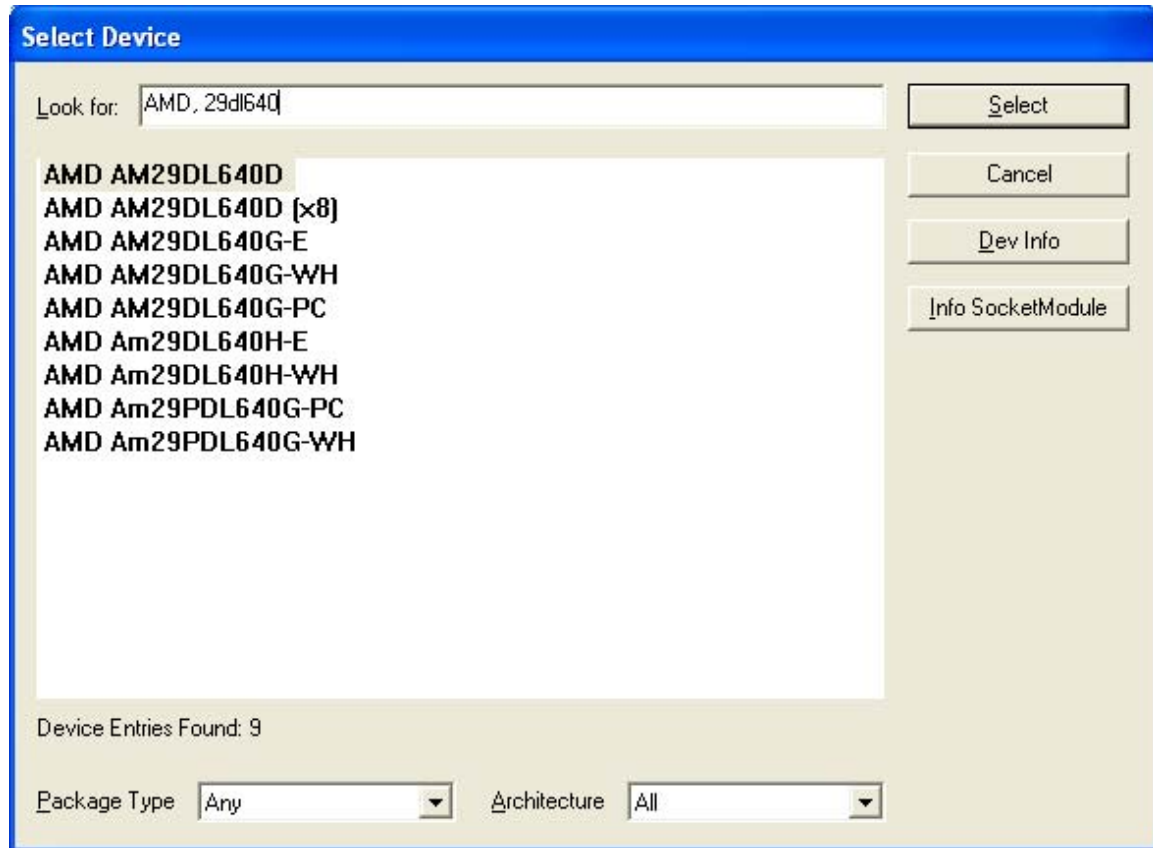 Select Device
Look for: AMD, 29dl640
Select
AMD AM29DL640D
AMD AM29DL640D (x8)
AMD AM29DL640G-E
AMD AM29DL640G-WH
AMD AM29DL640G-PC
AMD Am29DL640H-E
AMD Am29DL640H-WH
AMD Am29PDL640G-PC
AMD Am29PDL640G-WH
Cancel
Dev Info
Info SocketModule
Device Entries Found: 9
Package Type Any Architecture All